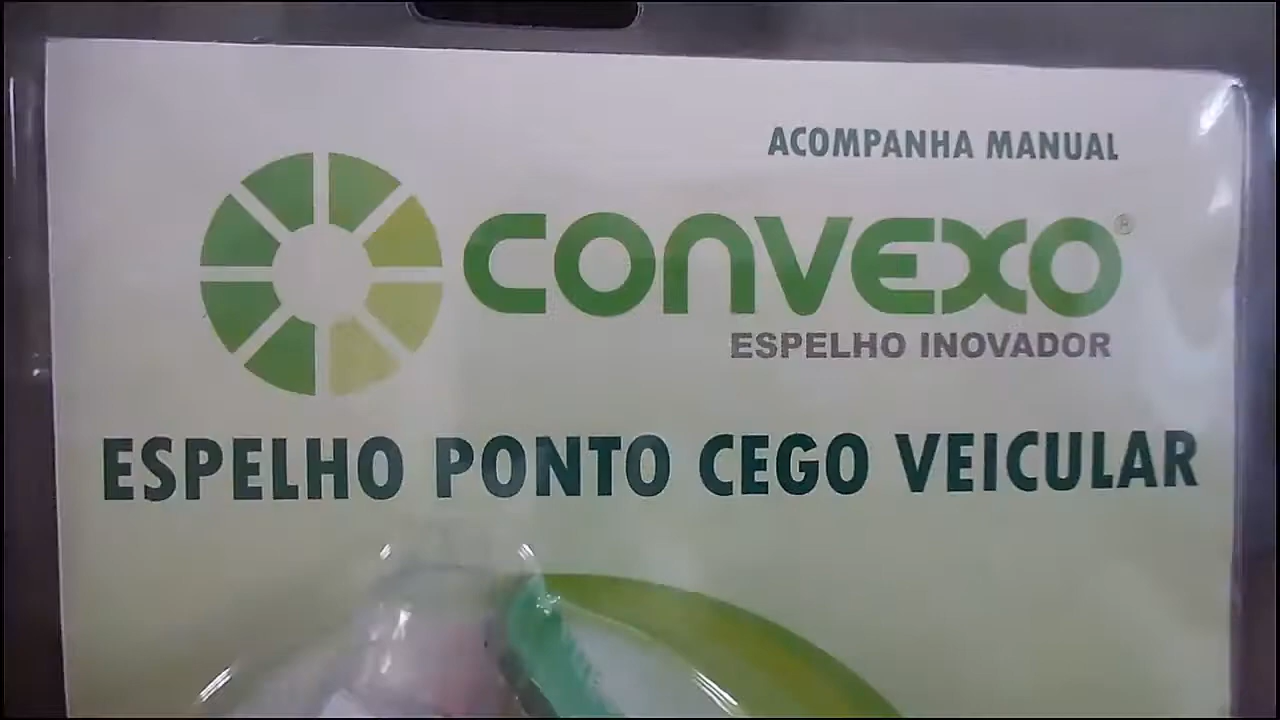 ACOMPANHA MANUAL
CONVEXO®
ESPELHO INOVADOR
ESPELHO PONTO CEGO VEICULAR